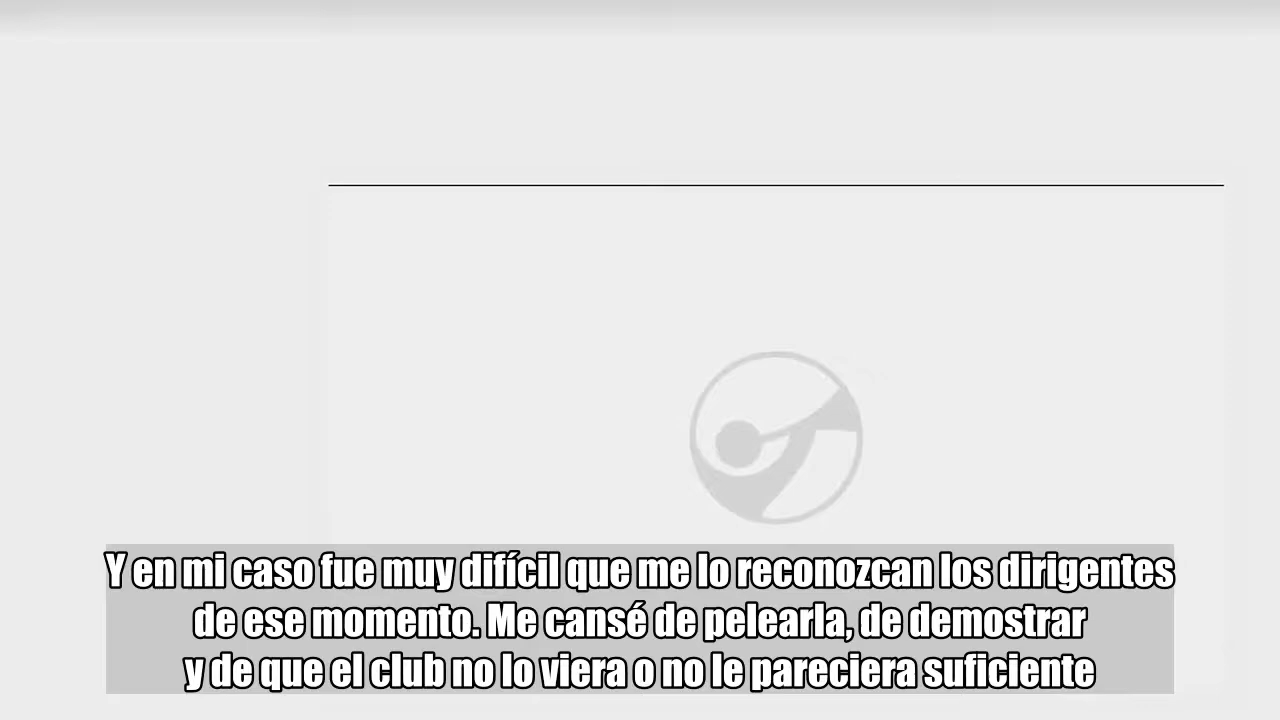 Y en mi caso fue muy difícil que me lo reconozcan los dirigentes
de ese momento. Me cansé de pelearla, de demostrar
y de que el club no lo viera o no le pareciera suficiente